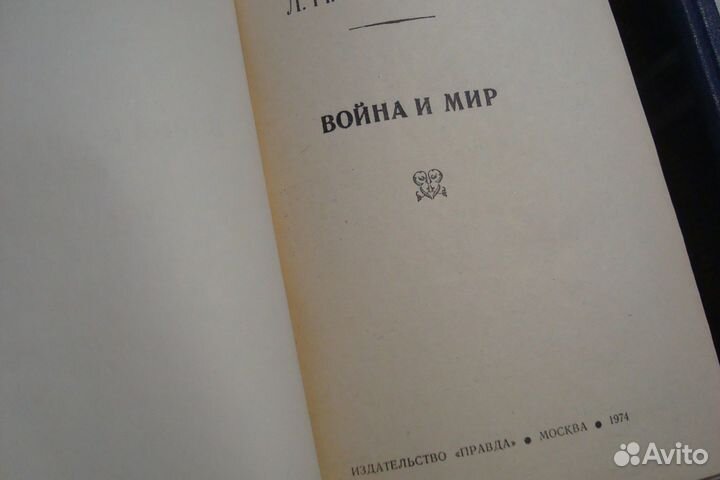 Л. Н.
ВОЙНА И МИР
ИЗДАТЕЛЬСТВО «ПРАВДА» ● МОСКВА ● 1974
Avito